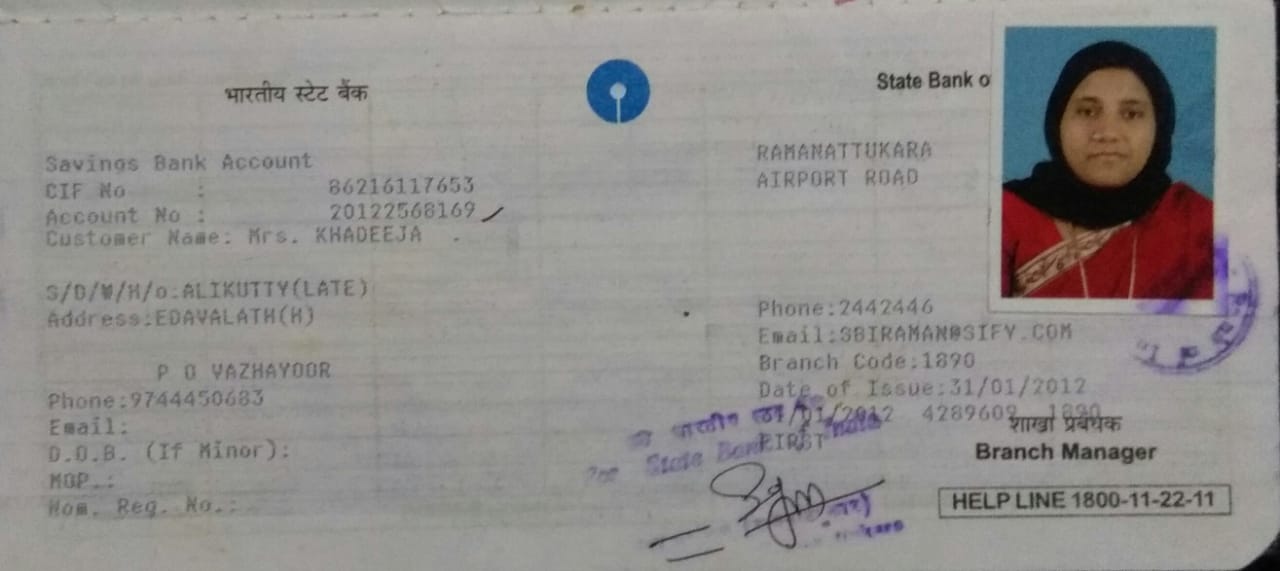 भारतीय स्टेट बैंक
State Bank o
Savings Bank Account
CIF No : 86216117653
Account No : 20122568169
Customer Name: Mrs. KHADEEJA .
S/D/W/H/o:ALIKUTTY(LATE)
Address:EDAVALATH(H)
P O VAZHAYOOR
Phone:9744450683
Email:
D.O.B. (If Minor):
MOP.:
Nom. Reg. No.:
RAMANATTUKARA
AIRPORT ROAD
Phone:2442446
Email:SBIRAMAN@SIFY.COM
Branch Code:1890
Date of Issue:31/01/2012
31/01/2012 4289609 1890
FIRST
शाखा प्रबंधक
Branch Manager
HELP LINE 1800-11-22-11
भारतीय स्टेट
State Bank of India